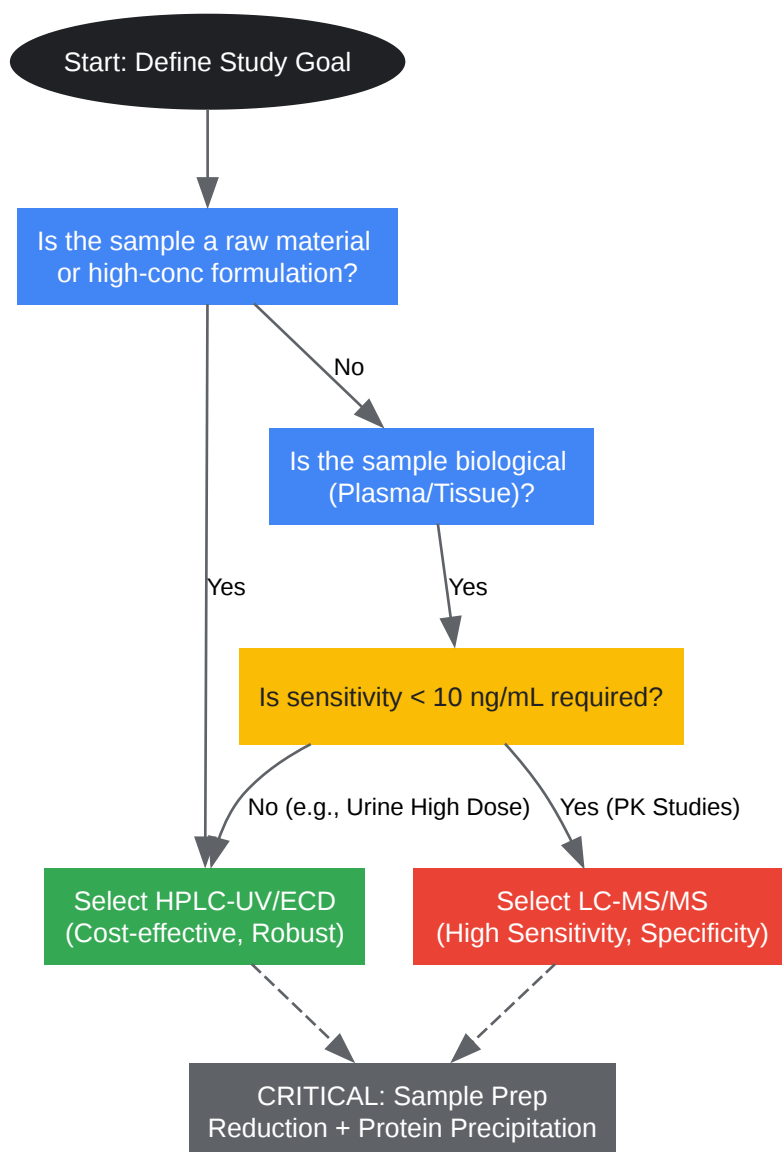 Start: Define Study Goal
Is the sample a raw material
or high-conc formulation?
No
Is the sample biological
(Plasma/Tissue)?
Yes
Yes
Is sensitivity < 10 ng/mL required?
No (e.g., Urine High Dose)
Yes (PK Studies)
Select HPLC-UV/ECD
(Cost-effective, Robust)
Select LC-MS/MS
(High Sensitivity, Specificity)
CRITICAL: Sample Prep
Reduction + Protein Precipitation